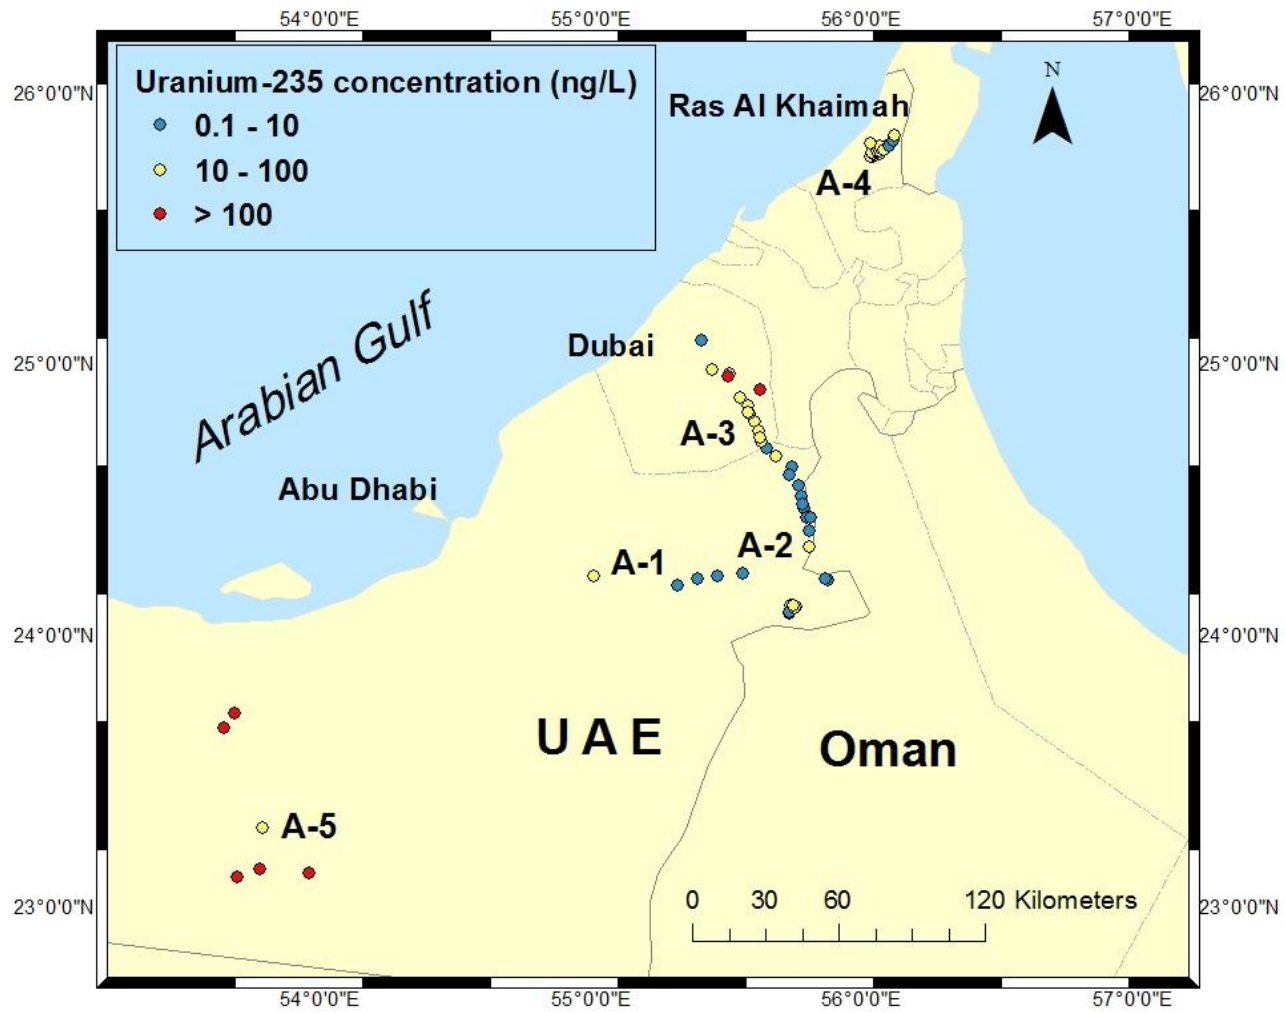 54°0'0"E 55°0'0"E 56°0'0"E 57°0'0"E
Uranium-235 concentration (ng/L)
0.1 - 10
10 - 100
> 100
N
26°0'0"N
26°0'0"N
Ras Al Khaimah
A-4
Arabian Gulf
25°0'0"N
25°0'0"N
Dubai
A-3
Abu Dhabi
A-2
A-1
24°0'0"N
24°0'0"N
UAE
Oman
A-5
23°0'0"N
23°0'0"N
0 30 60 120 Kilometers
54°0'0"E 55°0'0"E 56°0'0"E 57°0'0"E